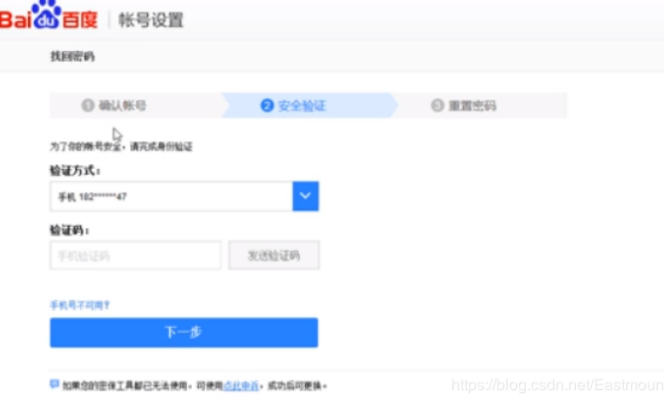 Bai du 百度 | 帐号设置
找回密码
1 确认帐号 2 安全验证 3 重置密码
为了你的帐号安全,请完成身份验证
验证方式:
手机 182******47
验证码:
手机验证码 发送验证码
手机号不可用?
下一步
如果您的密保工具都已无法使用,可使用点此申诉,成功后可更换。
https://blog.csdn.net/Eastmoun